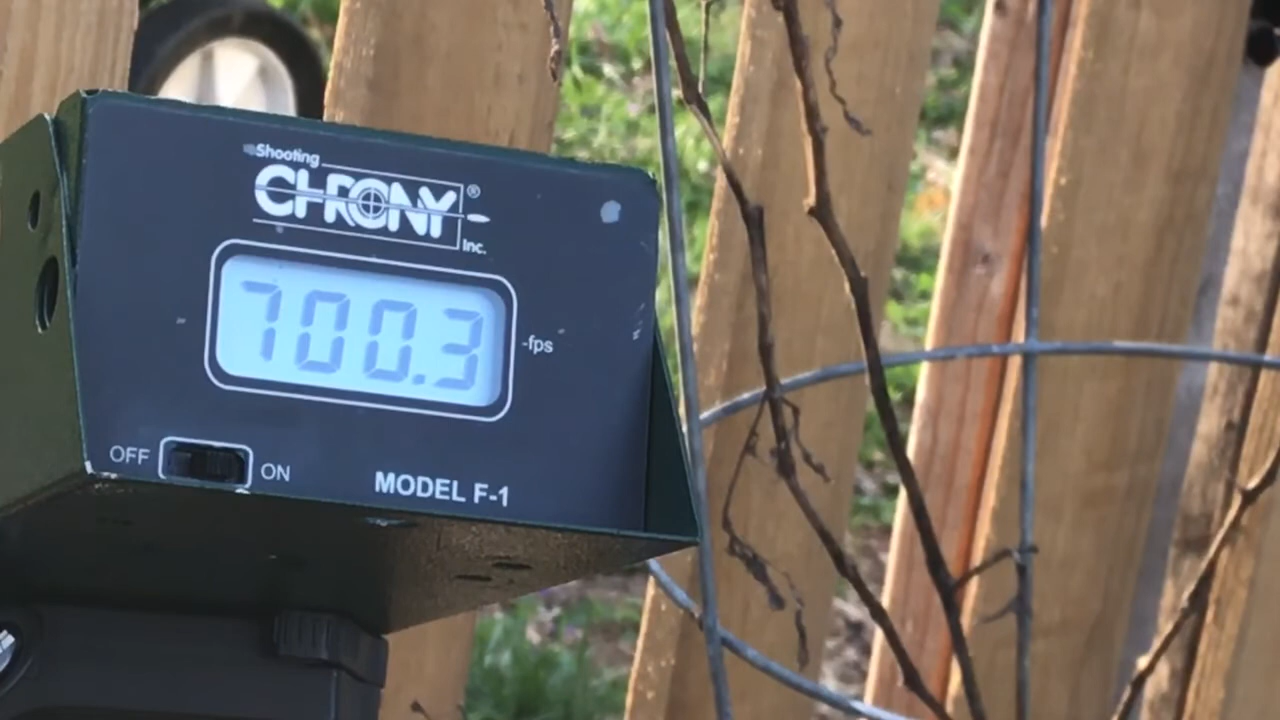 Shooting
CHRONY®
Inc.
700.3
-fps
OFF ON
MODEL F-1